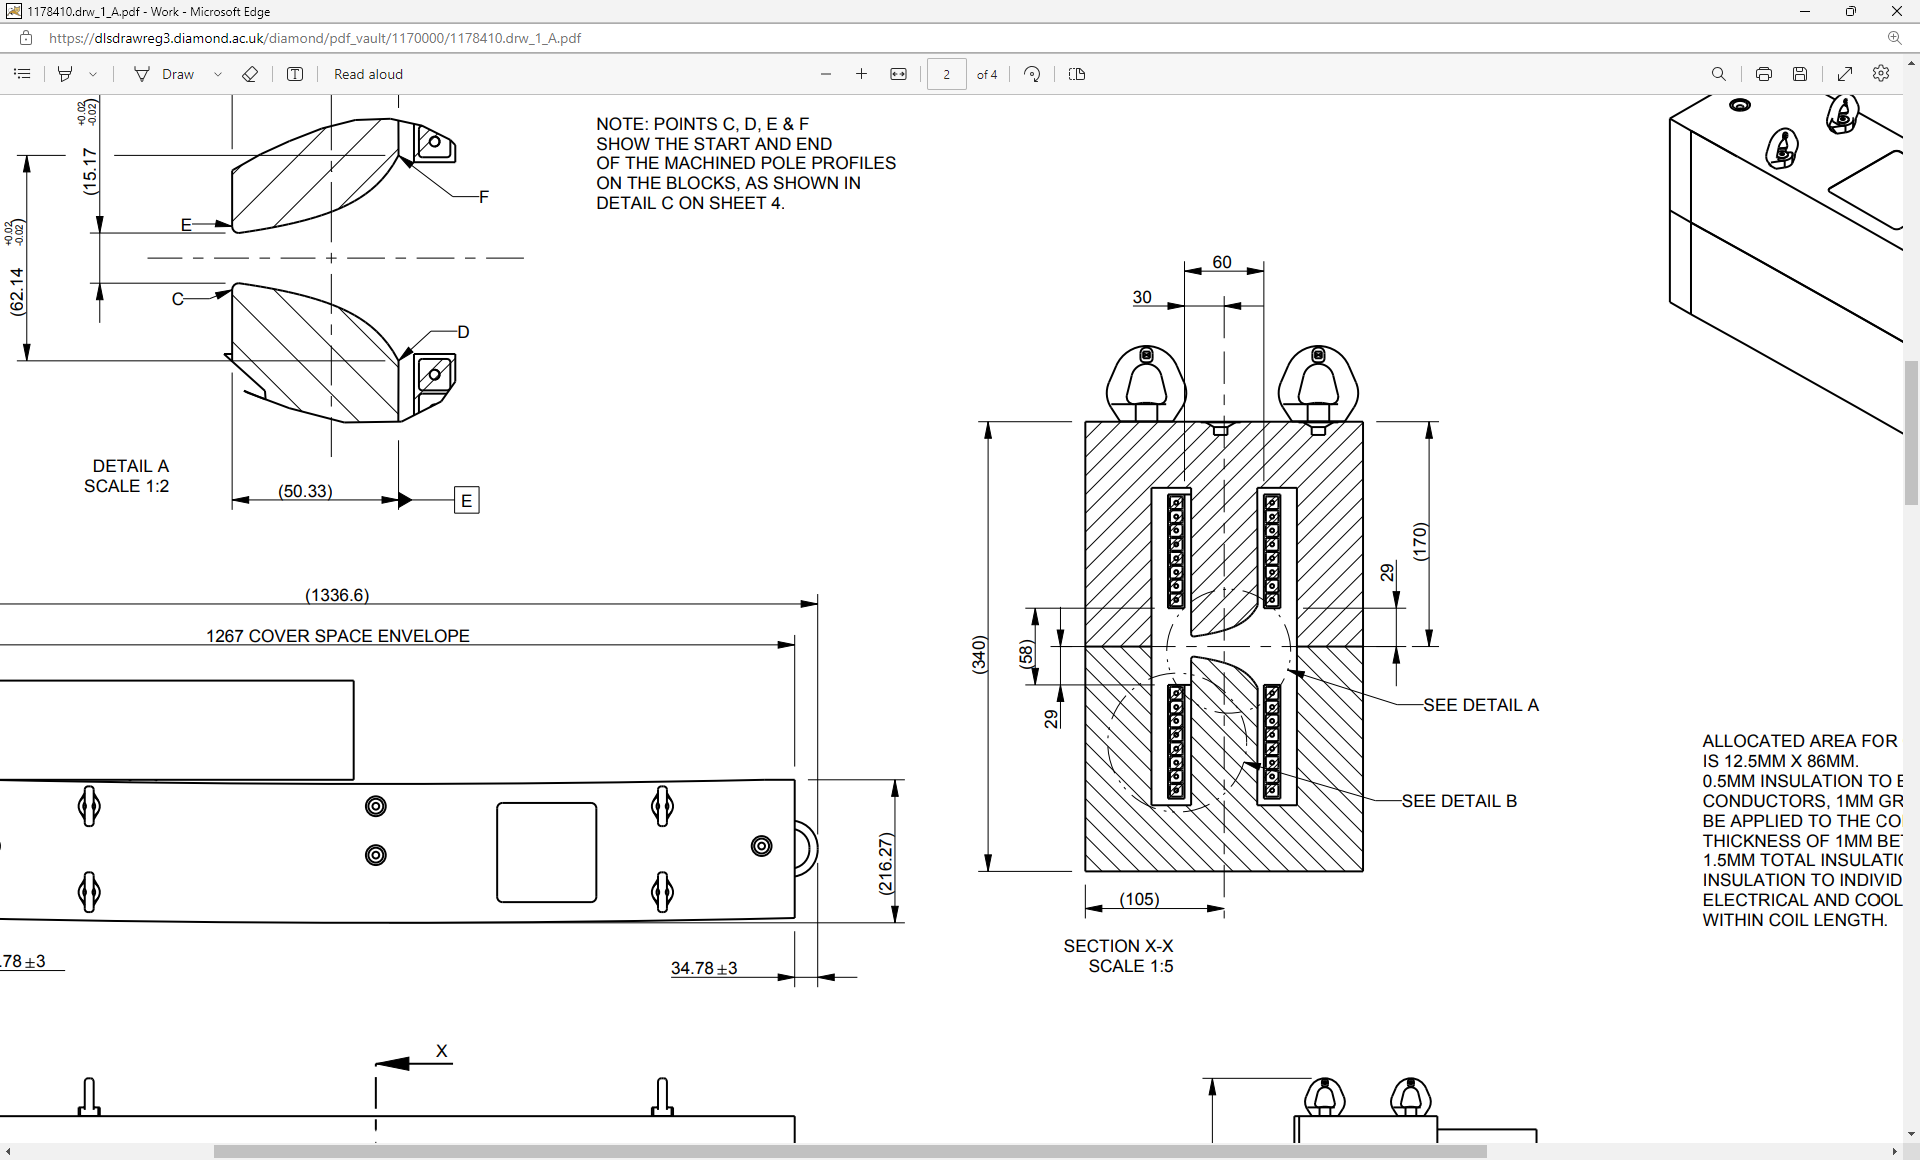 1178410.drw_1_A.pdf - Work - Microsoft Edge
https://dlsdrawreg3.diamond.ac.uk/diamond/pdf_vault/1170000/1178410.drw_1_A.pdf
Draw
Read aloud
2 of 4
+0.02
-0.02
(15.17
)
+0.02
-0.02
(62.14
)
E
F
C
D
DETAIL A
SCALE 1:2
(50.33)
E
NOTE: POINTS C, D, E & F
SHOW THE START AND END
OF THE MACHINED POLE PROFILES
ON THE BLOCKS, AS SHOWN IN
DETAIL C ON SHEET 4.
60
30
(340)
(58)
29
29
(170)
SEE DETAIL A
SEE DETAIL B
(105)
SECTION X-X
SCALE 1:5
(1336.6)
1267 COVER SPACE ENVELOPE
(216.27)
.78±3
34.78±3
X
ALLOCATED AREA FOR
IS 12.5MM X 86MM.
0.5MM INSULATION TO
CONDUCTORS, 1MM GR
BE APPLIED TO THE CO
THICKNESS OF 1MM BE
1.5MM TOTAL INSULATIO
INSULATION TO INDIVID
ELECTRICAL AND COOL
WITHIN COIL LENGTH.